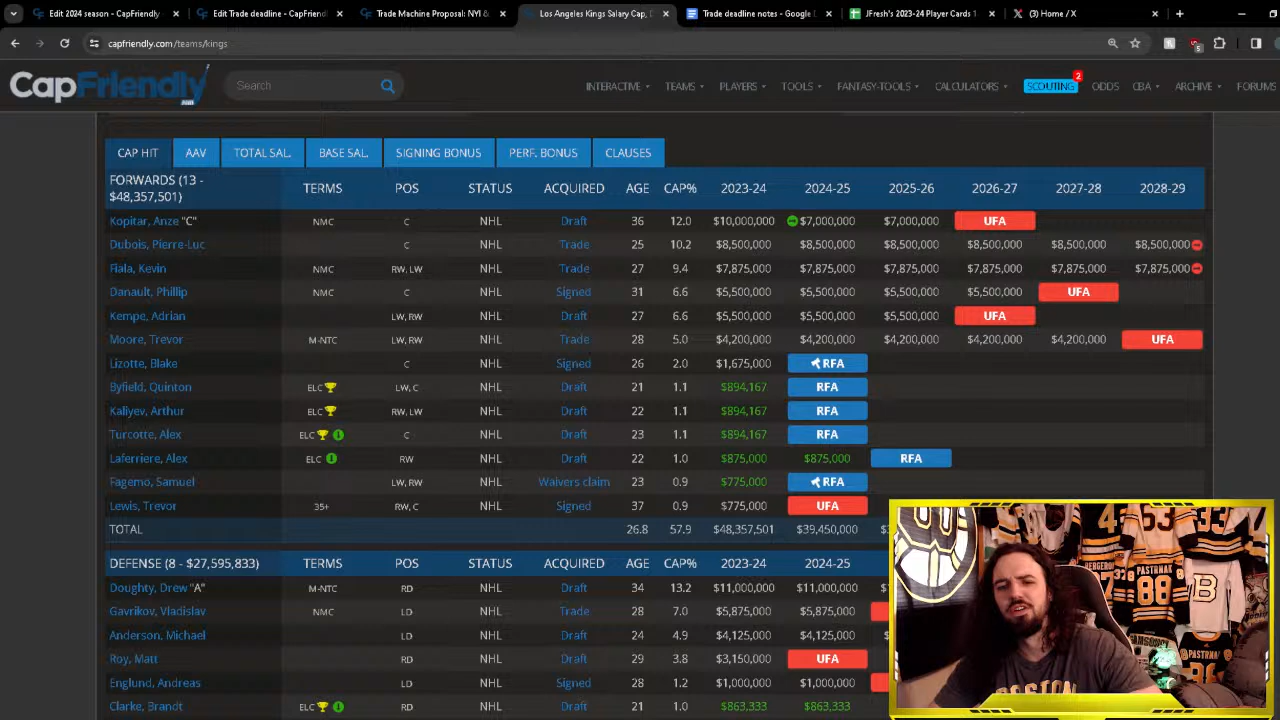 Edit 2024 season - CapFriendly
Edit Trade deadline - CapFriend
Trade Machine Proposal: NYI &
Los Angeles Kings Salary Cap, D
Trade deadline notes - Google D
JFresh's 2023-24 Player Cards 1
(3) Home / X
capfriendly.com/teams/kings
CapFriendly Search INTERACTIVE TEAMS PLAYERS TOOLS FANTASY-TOOLS CALCULATORS SCOUTING 2 ODDS CBA ARCHIVE FORUMS
CAP HIT AAV TOTAL SAL. BASE SAL. SIGNING BONUS PERF. BONUS CLAUSES
FORWARDS (13 - $48,357,501) TERMS POS STATUS ACQUIRED AGE CAP% 2023-24 2024-25 2025-26 2026-27 2027-28 2028-29
Kopitar, Anze "C" NMC C NHL Draft 36 12.0 $10,000,000 $7,000,000 $7,000,000 UFA
Dubois, Pierre-Luc C NHL Trade 25 10.2 $8,500,000 $8,500,000 $8,500,000 $8,500,000 $8,500,000 $8,500,000
Fiala, Kevin NMC RW, LW NHL Trade 27 9.4 $7,875,000 $7,875,000 $7,875,000 $7,875,000 $7,875,000 $7,875,000
Danault, Phillip NMC C NHL Signed 31 6.6 $5,500,000 $5,500,000 $5,500,000 $5,500,000 UFA
Kempe, Adrian LW, RW NHL Draft 27 6.6 $5,500,000 $5,500,000 $5,500,000 UFA
Moore, Trevor M-NTC LW, RW NHL Trade 28 5.0 $4,200,000 $4,200,000 $4,200,000 $4,200,000 $4,200,000 UFA
Lizotte, Blake C NHL Signed 26 2.0 $1,675,000 RFA
Byfield, Quinton ELC LW, C NHL Draft 21 1.1 $894,167 RFA
Kaliyev, Arthur ELC RW, LW NHL Draft 22 1.1 $894,167 RFA
Turcotte, Alex ELC C NHL Draft 23 1.1 $894,167 RFA
Laferriere, Alex ELC RW NHL Draft 22 1.0 $875,000 $875,000 RFA
Fagemo, Samuel LW, RW NHL Waivers claim 23 0.9 $775,000 RFA
Lewis, Trevor 35+ RW, C NHL Signed 37 0.9 $775,000 UFA
TOTAL 26.8 57.9 $48,357,501 $39,450,000
DEFENSE (8 - $27,595,833) TERMS POS STATUS ACQUIRED AGE CAP% 2023-24 2024-25
Doughty, Drew "A" M-NTC RD NHL Draft 34 13.2 $11,000,000 $11,000,000
Gavrikov, Vladislav NMC LD NHL Trade 28 7.0 $5,875,000 $5,875,000
Anderson, Michael LD NHL Draft 24 4.9 $4,125,000 $4,125,000
Roy, Matt RD NHL Draft 29 3.8 $3,150,000 UFA
Englund, Andreas LD NHL Signed 28 1.2 $1,000,000 $1,000,000
Clarke, Brandt ELC RD NHL Draft 21 1.0 $863,333 $863,333
BERGERON
PASTRNAK
88
PASTRNAK
53
33
B